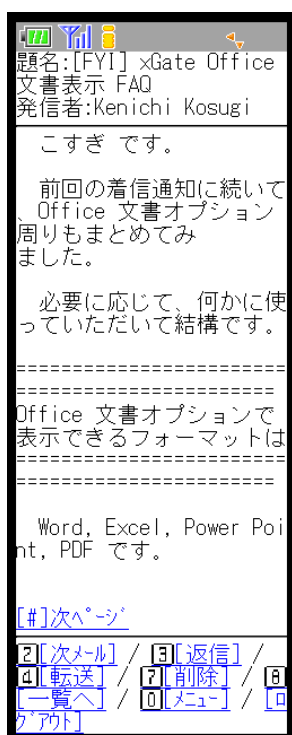 題名:[FYI] xGate Office
文書表示 FAQ
発信者:Kenichi Kosugi
こすぎ です。
前回の着信通知に続いて
、Office 文書オプション
周りもまとめてみ
ました。
必要に応じて、何かに使
っていただいて結構です。
========================
=======================
Office 文書オプションで
表示できるフォーマットは
========================
=======================
Word, Excel, Power Poi
nt, PDF です。
[#]次ページ
2[次メール] / 3[返信] /
4[転送] / 7[削除] / 8
[一覧へ] / 0[メニュー] / [ロ
グアウト]